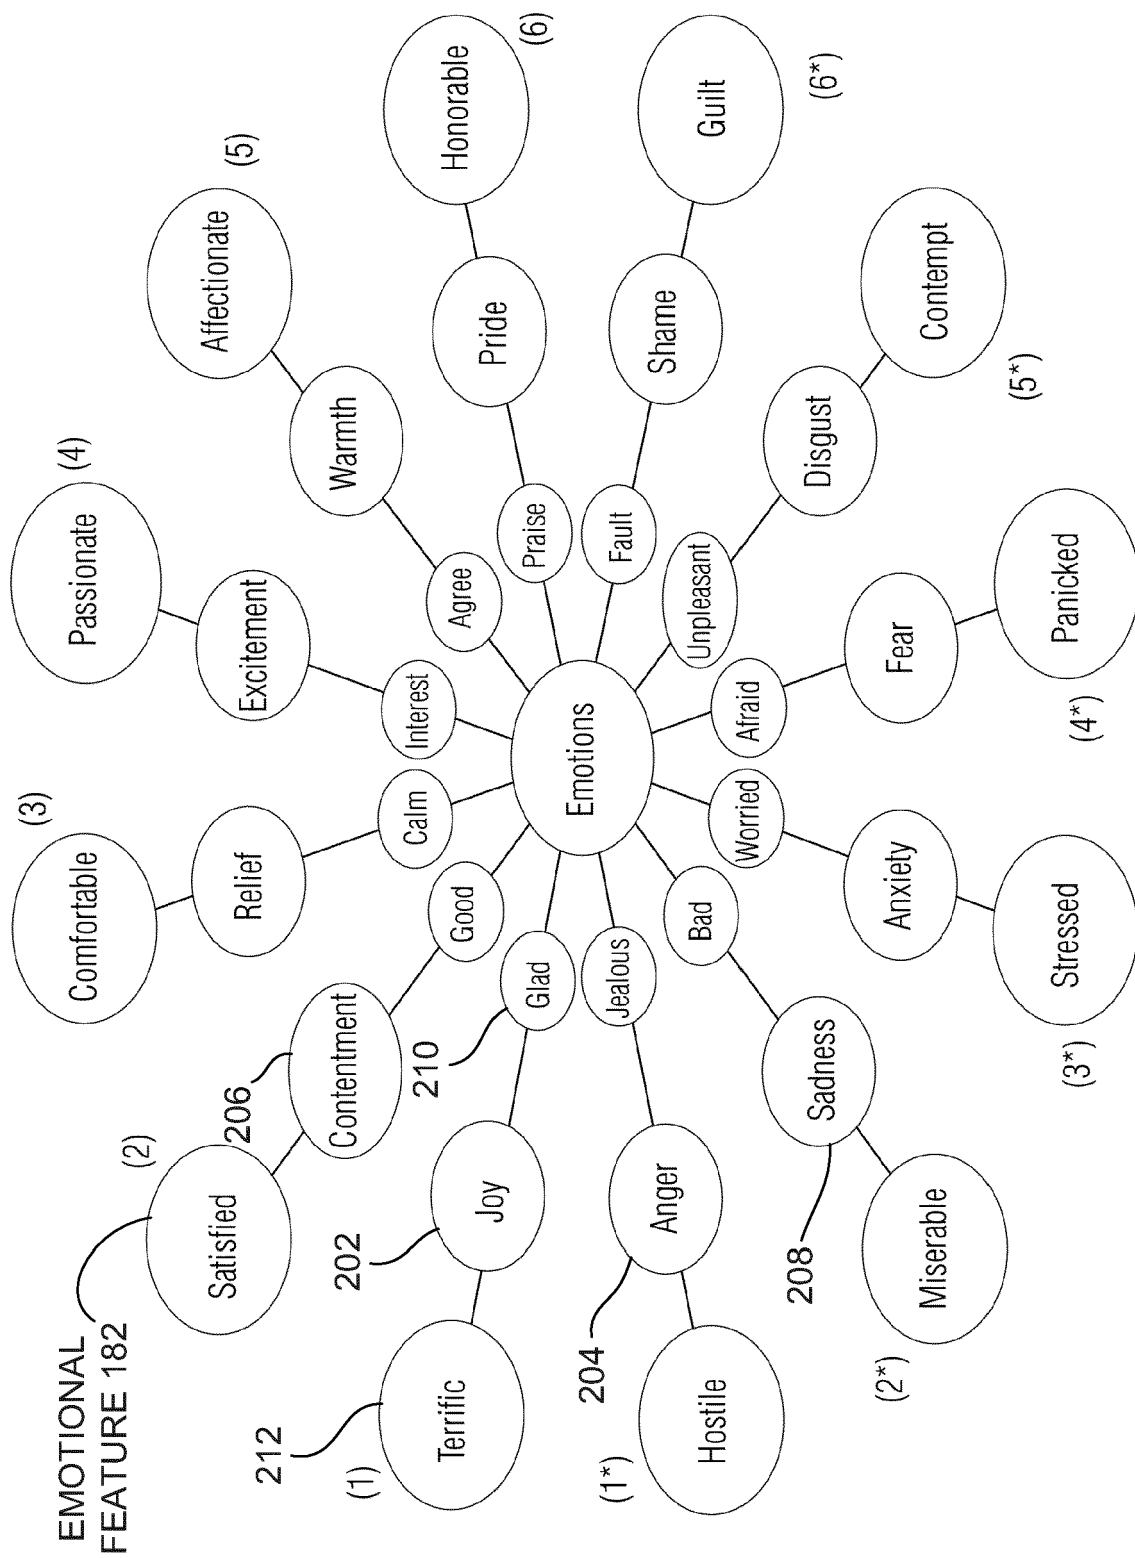 EMOTIONAL
FEATURE 182
Satisfied
(2)
206
Contentment
Good
Comfortable
(3)
Relief
Calm
Passionate
(4)
Excitement
Interest
Affectionate
(5)
Warmth
Agree
Honorable
(6)
Pride
Praise
212
Terrific
(1)
202
Joy
210
Glad
Emotions
(1*)
Hostile
204
Anger
Jealous
(2*)
Miserable
208
Sadness
Bad
(3*)
Stressed
Anxiety
Worried
(4*)
Panicked
Fear
Afraid
(5*)
Contempt
Disgust
Unpleasant
(6*)
Guilt
Shame
Fault